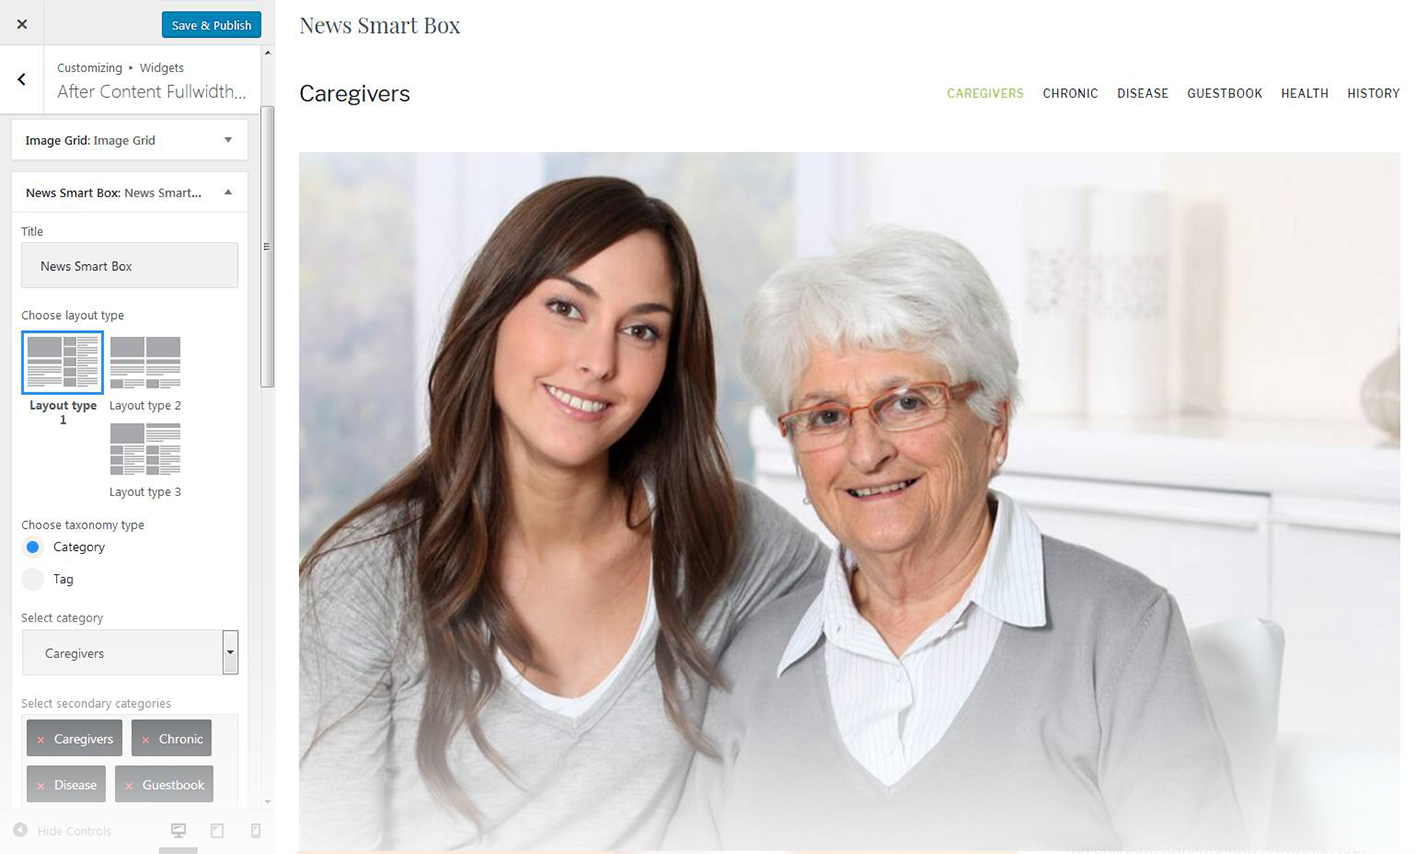 Save & Publish
Customizing ▸ Widgets
After Content Fullwidth...
Image Grid: Image Grid
News Smart Box: News Smart...
Title
News Smart Box
Choose layout type
Layout type
1
Layout type 2
Layout type 3
Choose taxonomy type
Category
Tag
Select category
Caregivers
Select secondary categories
× Caregivers
× Chronic
× Disease
× Guestbook
Hide Controls
News Smart Box
Caregivers
CAREGIVERS CHRONIC DISEASE GUESTBOOK HEALTH HISTORY